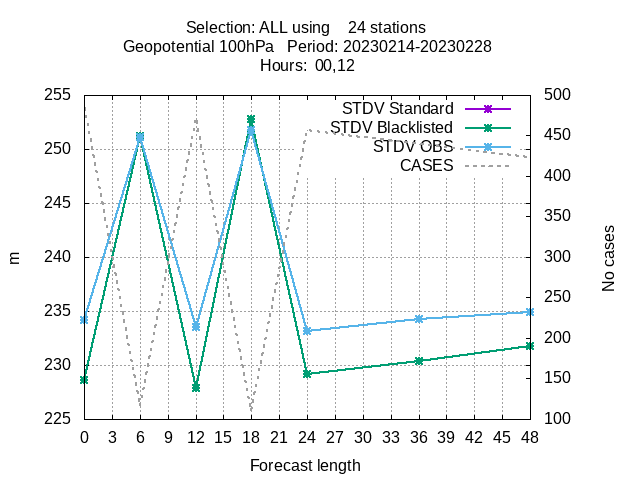 Selection: ALL using    24 stations
Geopotential 100hPa   Period: 20230214-20230228
Hours:  00,12
STDV Standard
STDV Blacklisted
STDV OBS
CASES
255
250
245
240
235
230
225
500
450
400
350
300
250
200
150
100
m
No cases
0 3 6 9 12 15 18 21 24 27 30 33 36 39 42 45 48
Forecast length